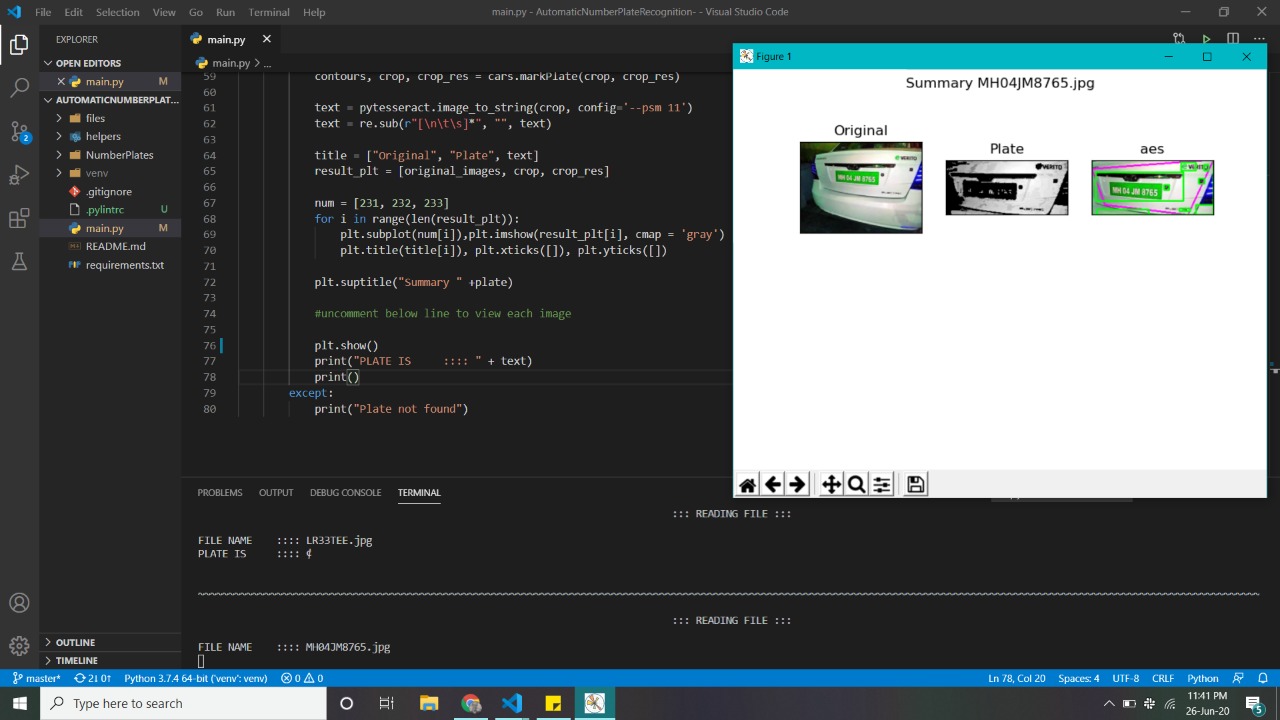 File Edit Selection View Go Run Terminal Help
main.py - AutomaticNumberPlateRecognition- - Visual Studio Code
EXPLORER
OPEN EDITORS
main.py M
AUTOMATICNUMBERPLAT...
files
helpers
NumberPlates
venv
.gitignore
.pylintrc U
main.py M
README.md
requirements.txt
OUTLINE
TIMELINE
2
main.py
main.py > ...
59 contours, crop, crop_res = cars.markPlate(crop, crop_res)
60
61 text = pytesseract.image_to_string(crop, config='--psm 11')
62 text = re.sub(r"[\n\t\s]*", "", text)
63
64 title = ["Original", "Plate", text]
65 result_plt = [original_images, crop, crop_res]
66
67 num = [231, 232, 233]
68 for i in range(len(result_plt)):
69 plt.subplot(num[i]),plt.imshow(result_plt[i], cmap = 'gray')
70 plt.title(title[i]), plt.xticks([]), plt.yticks([])
71
72 plt.suptitle("Summary " +plate)
73
74 #uncomment below line to view each image
75
76 plt.show()
77 print("PLATE IS     :::: " + text)
78 print()
79 except:
80 print("Plate not found")
Figure 1
Summary MH04JM8765.jpg
Original
Plate
aes
VERITO
MH 04 JM 8765
VERITO
MH 04 JM 8765
PROBLEMS OUTPUT DEBUG CONSOLE TERMINAL
::: READING FILE :::
FILE NAME    :::: LR33TEE.jpg
PLATE IS     :::: ¢
~~~~~~~~~~~~~~~~~~~~~~~~~~~~~~~~~~~~~~~~
::: READING FILE :::
FILE NAME    :::: MH04JM8765.jpg
master* 2↓ 0↑ Python 3.7.4 64-bit ('venv': venv) 0 0
Ln 78, Col 20 Spaces: 4 UTF-8 CRLF Python
Type here to search
11:41 PM
26-Jun-20
5